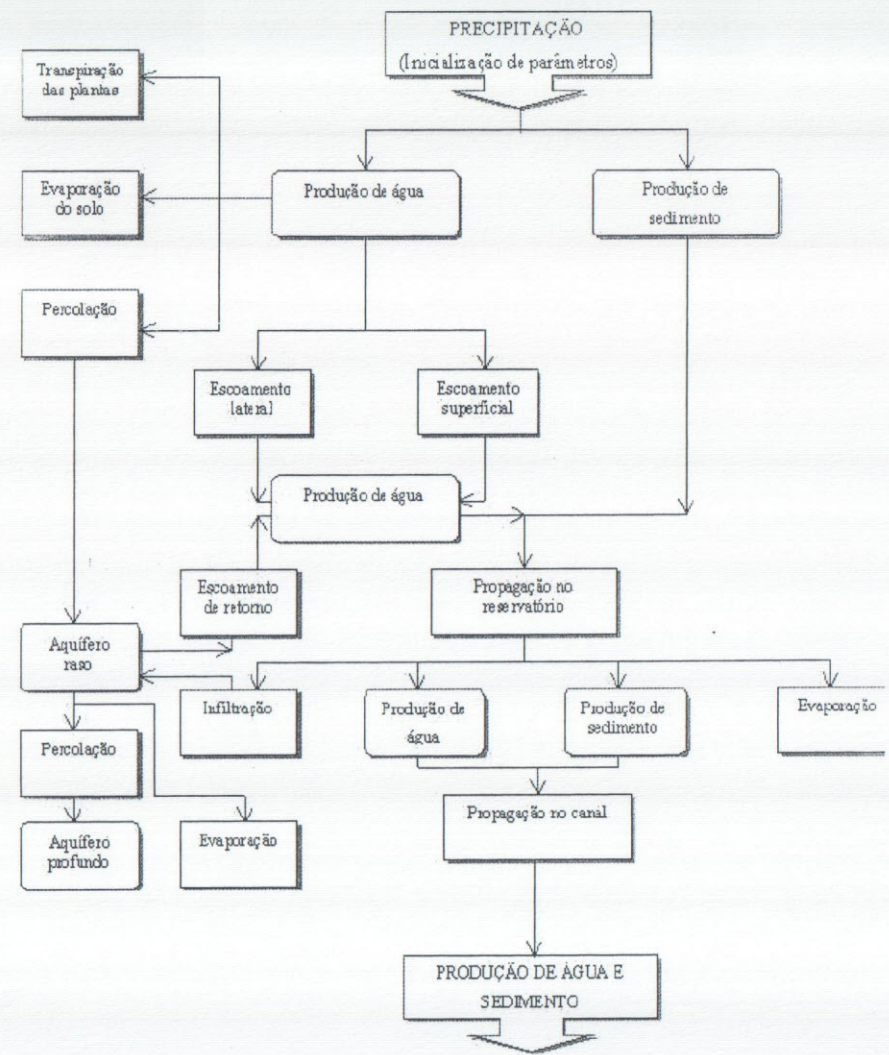 PRECIPITAÇÃO
(Inicialização de parâmetros)
Transpiração
das plantas
Evaporação
do solo
Produção de água
Produção de
sedimento
Percolação
Escoamento
lateral
Escoamento
superficial
Produção de água
Escoamento
de retorno
Propagação no
reservatório
Aquífero
raso
Infiltração
Produção de
água
Produção de
sedimento
Evaporação
Percolação
Propagação no canal
Aquífero
profundo
Evaporação
PRODUÇÃO DE ÁGUA E
SEDIMENTO